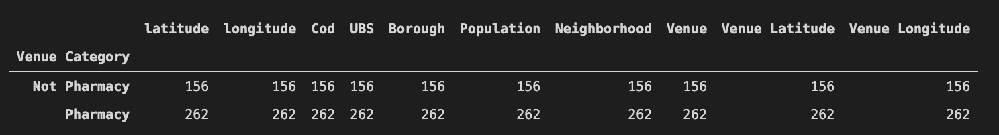 latitude longitude Cod UBS Borough Population Neighborhood Venue Venue Latitude Venue Longitude
Venue Category
Not Pharmacy 156 156 156 156 156 156 156 156 156 156
Pharmacy 262 262 262 262 262 262 262 262 262 262